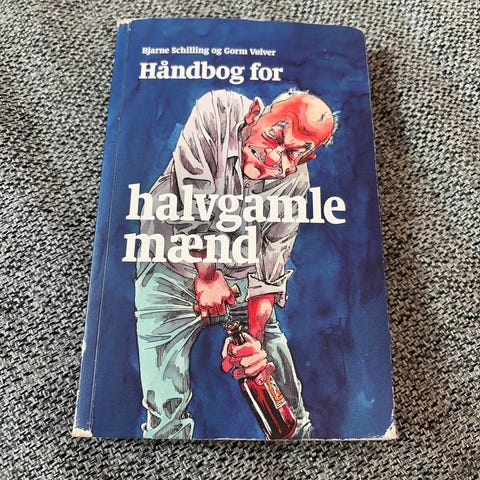 Bjarne Schilling og Gorm Vølver
Håndbog for
halvgamle
mænd